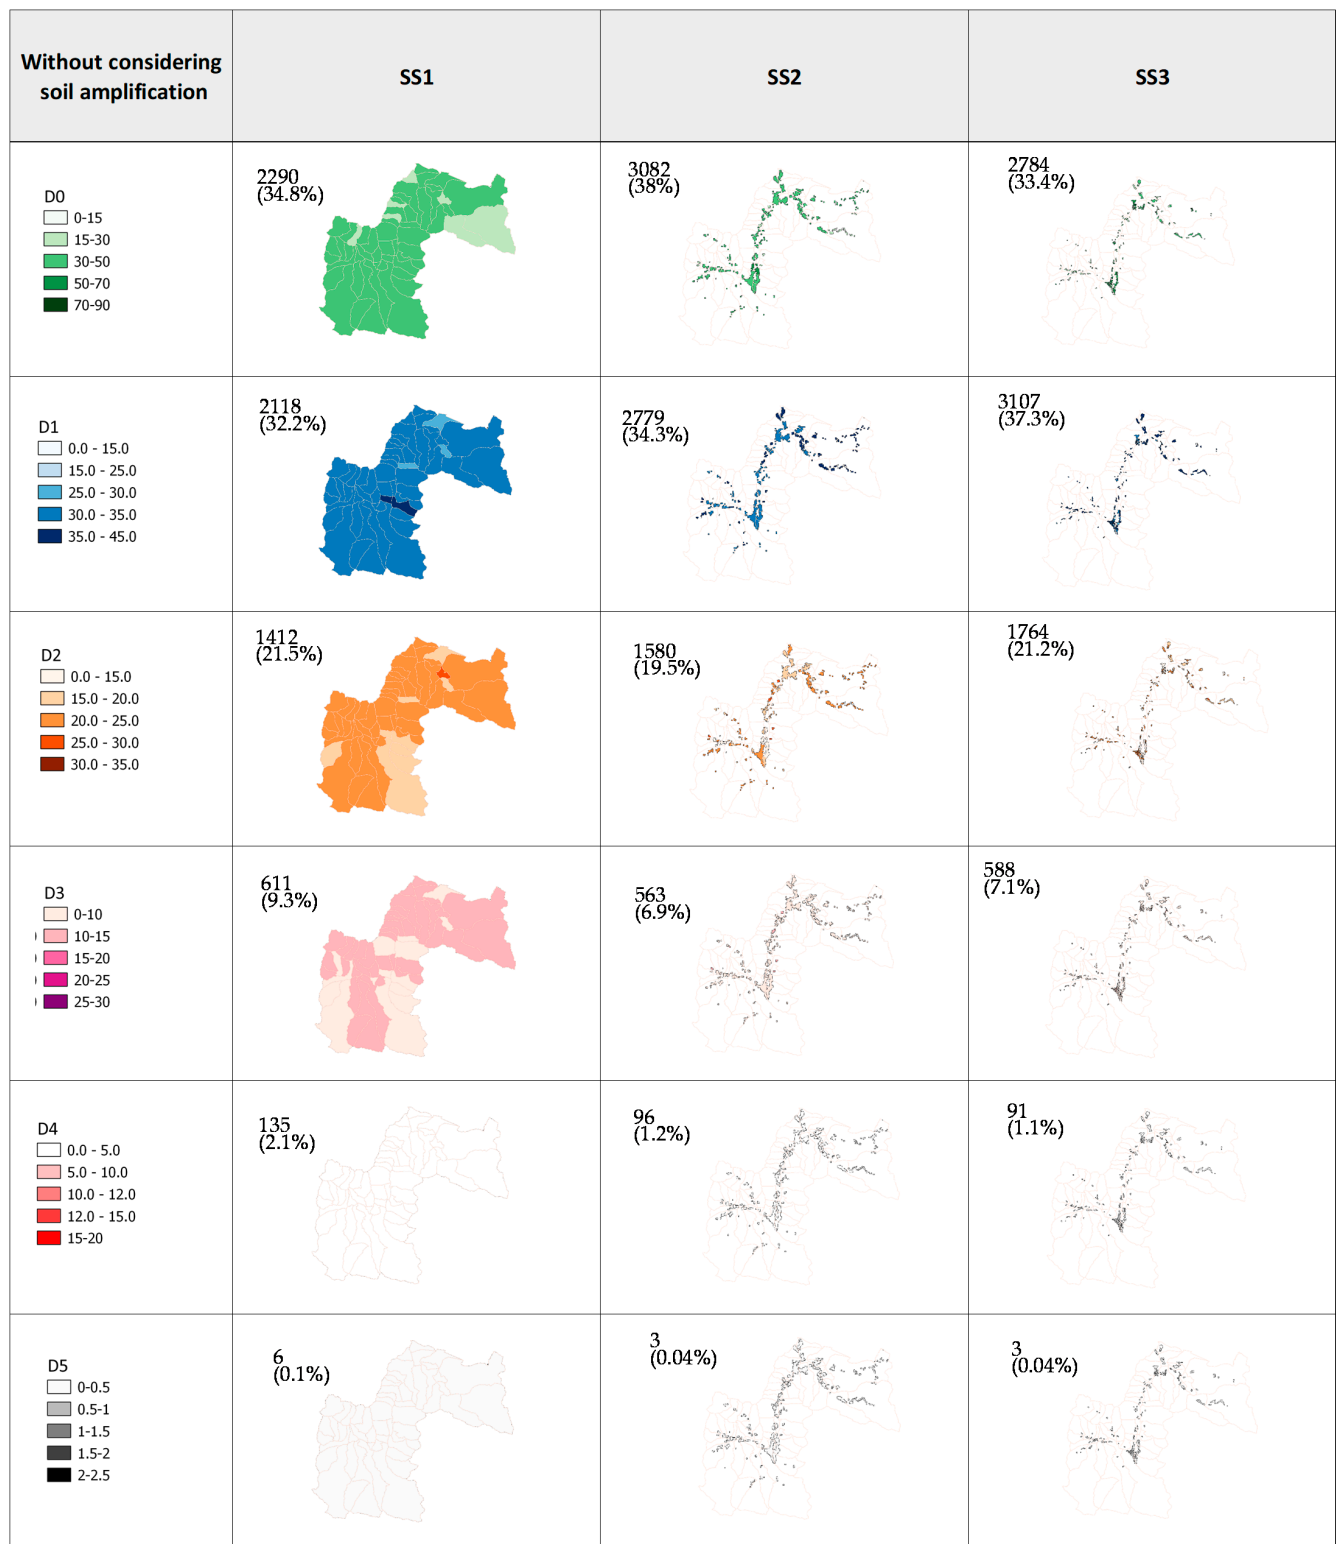 Without considering
soil amplification
SS1
SS2
SS3
D0
0-15
15-30
30-50
50-70
70-90
2290
(34.8%)
3082
(38%)
2784
(33.4%)
D1
0.0 - 15.0
15.0 - 25.0
25.0 - 30.0
30.0 - 35.0
35.0 - 45.0
2118
(32.2%)
2779
(34.3%)
3107
(37.3%)
D2
0.0 - 15.0
15.0 - 20.0
20.0 - 25.0
25.0 - 30.0
30.0 - 35.0
1412
(21.5%)
1580
(19.5%)
1764
(21.2%)
D3
0-10
10-15
15-20
20-25
25-30
611
(9.3%)
563
(6.9%)
588
(7.1%)
D4
0.0 - 5.0
5.0 - 10.0
10.0 - 12.0
12.0 - 15.0
15-20
135
(2.1%)
96
(1.2%)
91
(1.1%)
D5
0-0.5
0.5-1
1-1.5
1.5-2
2-2.5
6
(0.1%)
3
(0.04%)
3
(0.04%)